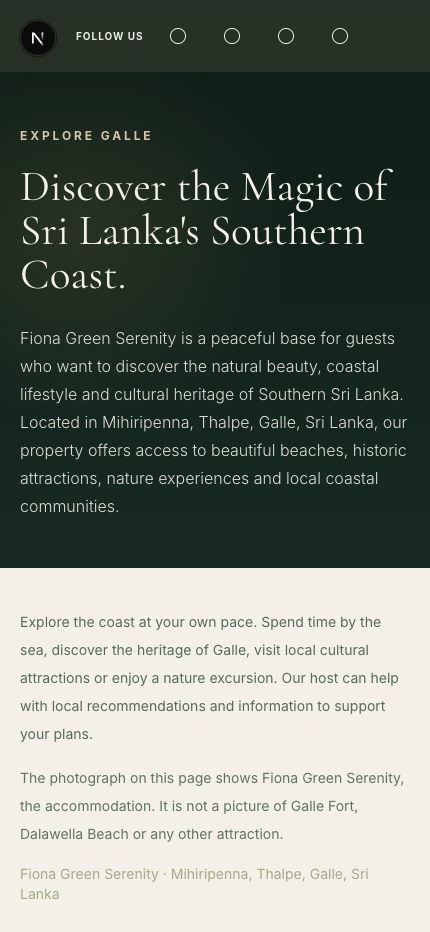 N
FOLLOW US
EXPLORE GALLE
Discover the Magic of
Sri Lanka's Southern
Coast.
Fiona Green Serenity is a peaceful base for guests
who want to discover the natural beauty, coastal
lifestyle and cultural heritage of Southern Sri Lanka.
Located in Mihiripenna, Thalpe, Galle, Sri Lanka, our
property offers access to beautiful beaches, historic
attractions, nature experiences and local coastal
communities.
Explore the coast at your own pace. Spend time by the
sea, discover the heritage of Galle, visit local cultural
attractions or enjoy a nature excursion. Our host can help
with local recommendations and information to support
your plans.
The photograph on this page shows Fiona Green Serenity,
the accommodation. It is not a picture of Galle Fort,
Dalawella Beach or any other attraction.
Fiona Green Serenity · Mihiripenna, Thalpe, Galle, Sri
Lanka